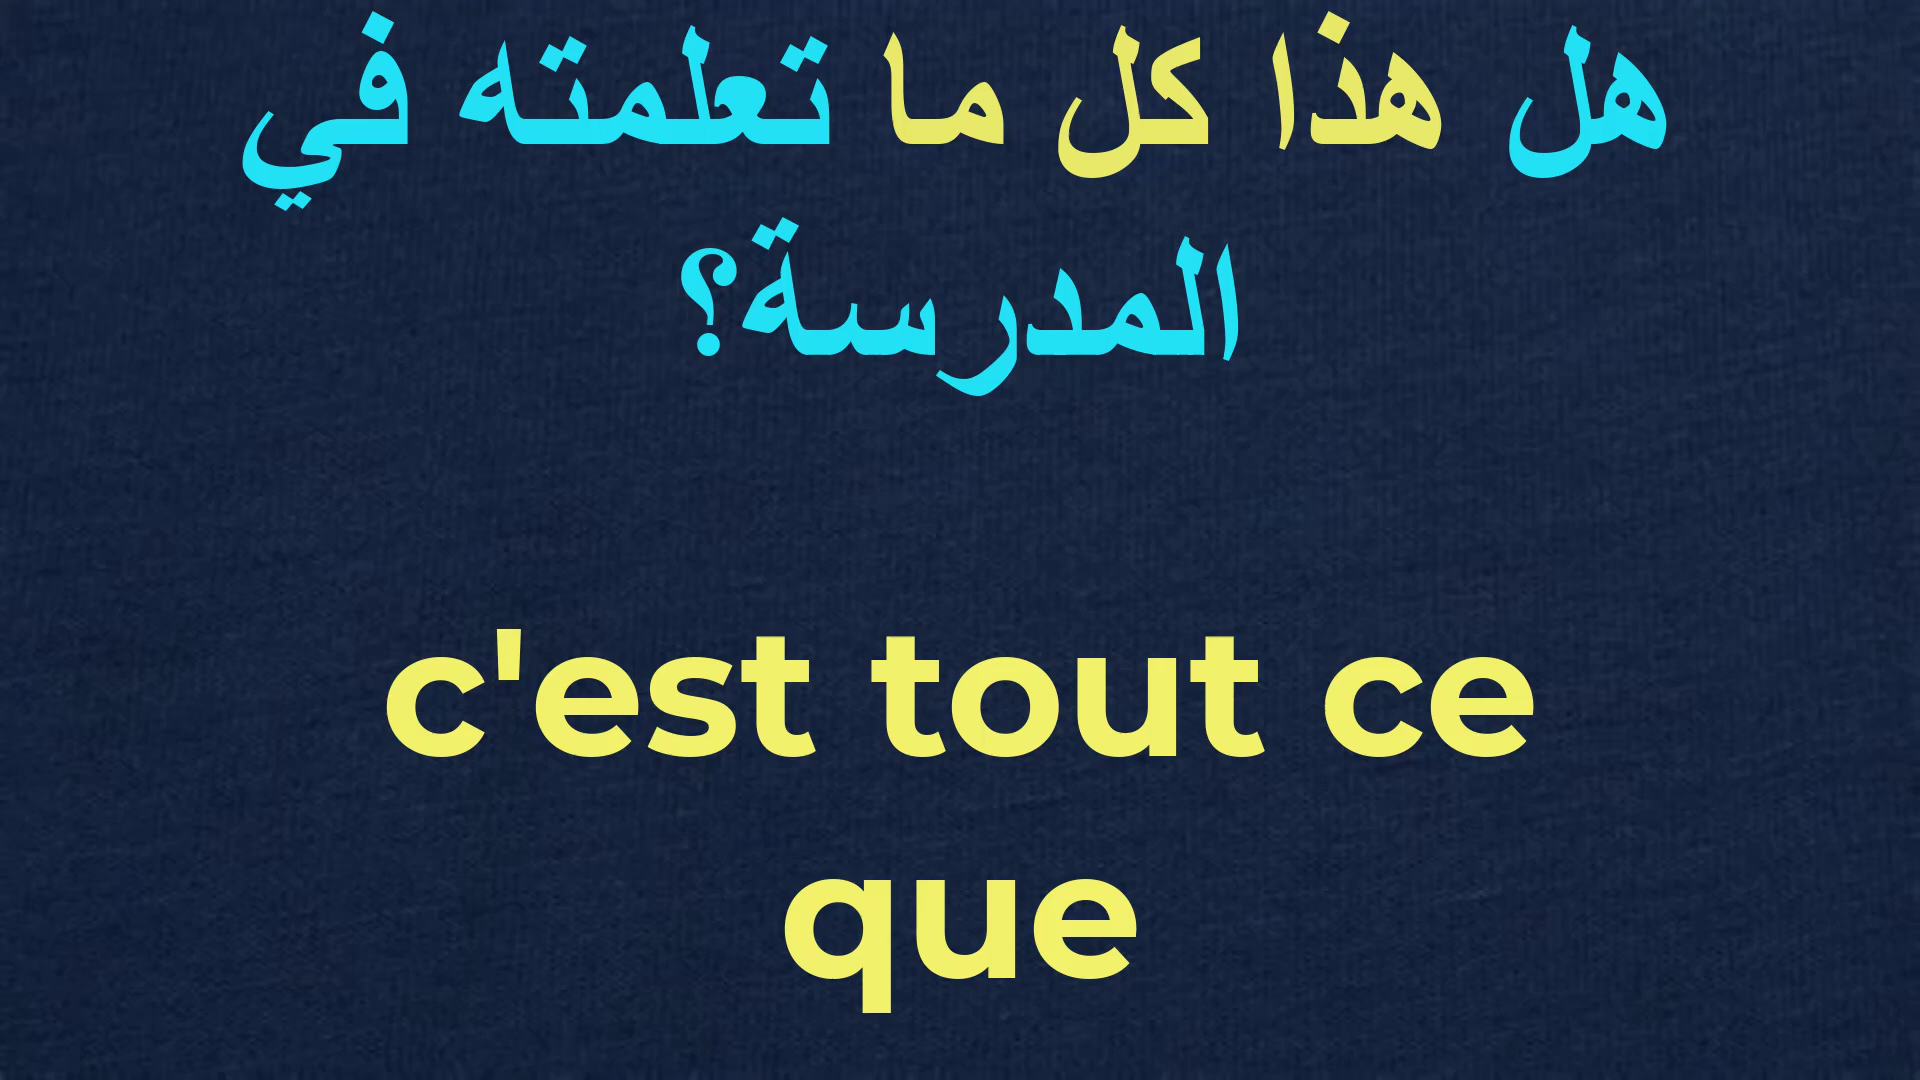 هل هذا كل ما تعلمته في
المدرسة؟
c'est tout ce
que